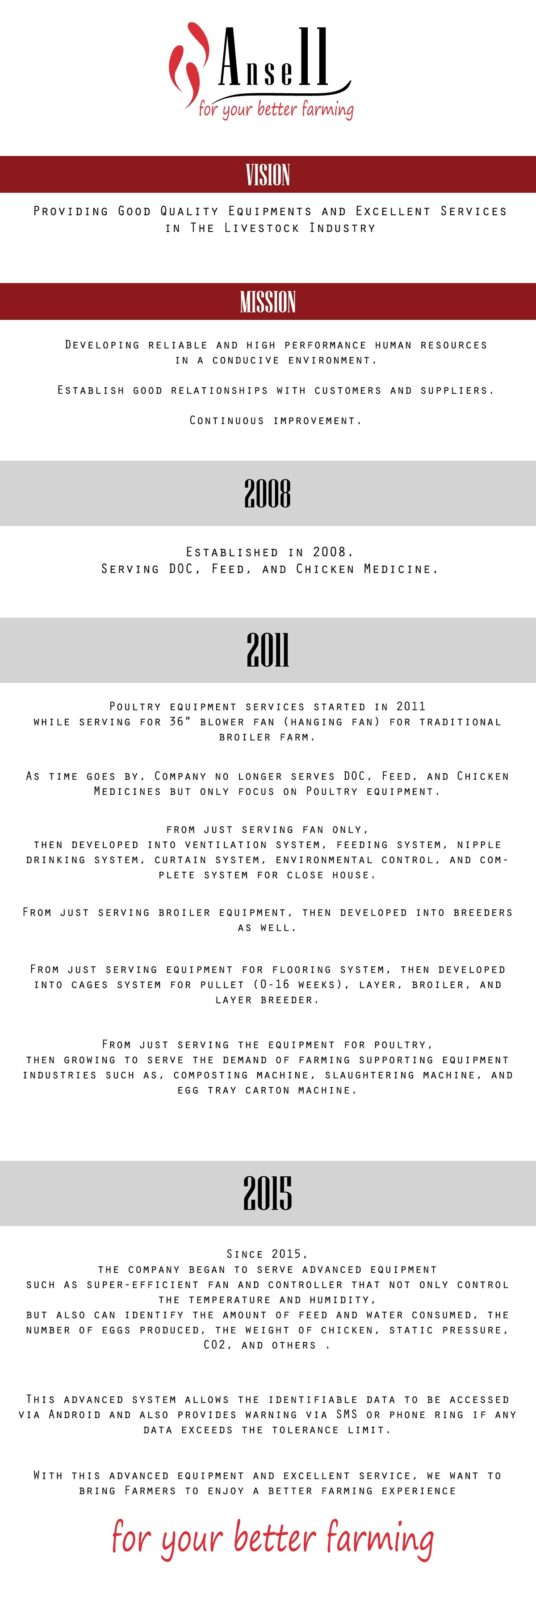 Ansell
for your better farming
VISION
Providing Good Quality Equipments and Excellent Services
in The Livestock Industry
MISSION
Developing reliable and high performance human resources
in a conducive environment.
Establish good relationships with customers and suppliers.
Continuous improvement.
2008
Established in 2008.
Serving DOC, Feed, and Chicken Medicine.
2011
Poultry equipment services started in 2011
while serving for 36" blower fan (hanging fan) for traditional
broiler farm.
As time goes by, Company no longer serves DOC, Feed, and Chicken
Medicines but only focus on Poultry equipment.
from just serving fan only,
then developed into ventilation system, feeding system, nipple
drinking system, curtain system, environmental control, and com-
plete system for close house.
From just serving broiler equipment, then developed into breeders
as well.
From just serving equipment for flooring system, then developed
into cages system for pullet (0-16 weeks), layer, broiler, and
layer breeder.
From just serving the equipment for poultry,
then growing to serve the demand of farming supporting equipment
industries such as, composting machine, slaughtering machine, and
egg tray carton machine.
2015
Since 2015,
the company began to serve advanced equipment
such as super-efficient fan and controller that not only control
the temperature and humidity,
but also can identify the amount of feed and water consumed, the
number of eggs produced, the weight of chicken, static pressure,
CO2, and others .
This advanced system allows the identifiable data to be accessed
via Android and also provides warning via SMS or phone ring if any
data exceeds the tolerance limit.
With this advanced equipment and excellent service, we want to
bring Farmers to enjoy a better farming experience
for your better farming